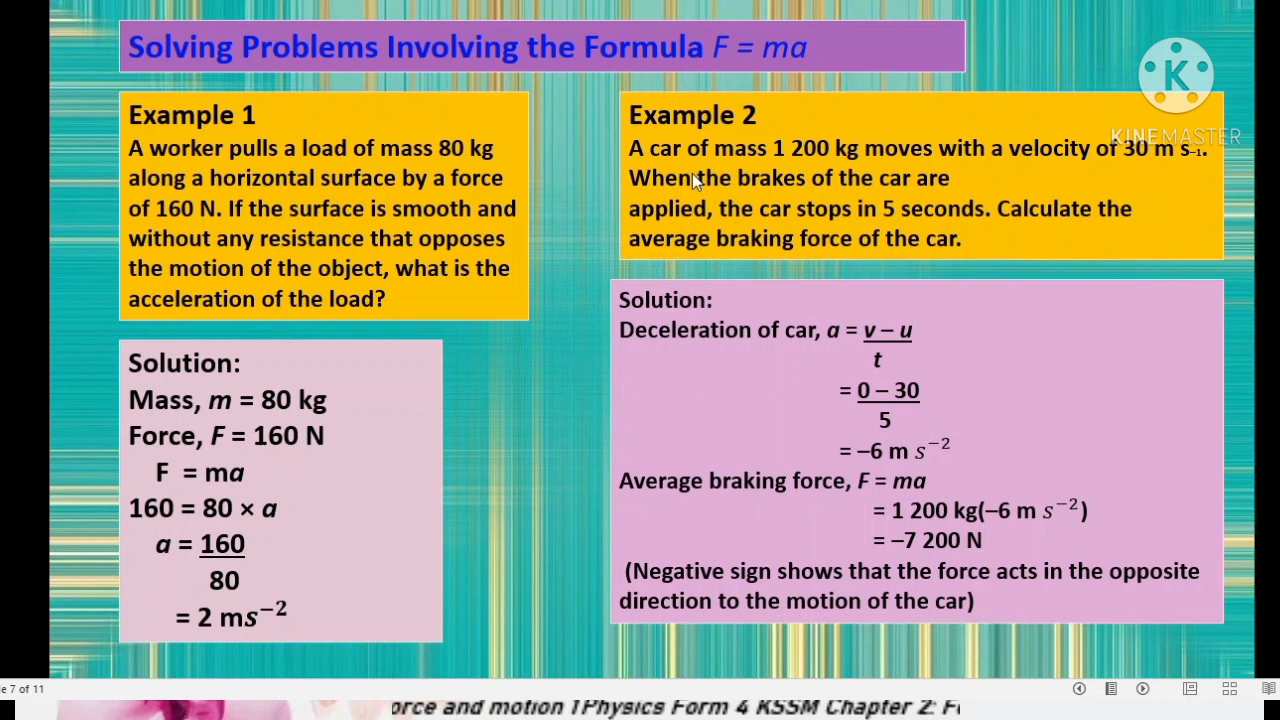 Solving Problems Involving the Formula F = ma
Example 1
A worker pulls a load of mass 80 kg
along a horizontal surface by a force
of 160 N. If the surface is smooth and
without any resistance that opposes
the motion of the object, what is the
acceleration of the load?
Solution:
Mass, m = 80 kg
Force, F = 160 N
F = ma
160 = 80 × a
a = 160
80
= 2 ms⁻²
Example 2
A car of mass 1 200 kg moves with a velocity of 30 m s⁻¹.
When the brakes of the car are
applied, the car stops in 5 seconds. Calculate the
average braking force of the car.
Solution:
Deceleration of car, a = v – u
t
= 0 – 30
5
= –6 m s⁻²
Average braking force, F = ma
= 1 200 kg(–6 m s⁻²)
= –7 200 N
(Negative sign shows that the force acts in the opposite
direction to the motion of the car)
K
KINEMASTER
e 7 of 11
orce and motion 1Physics Form 4 KSSM Chapter 2: